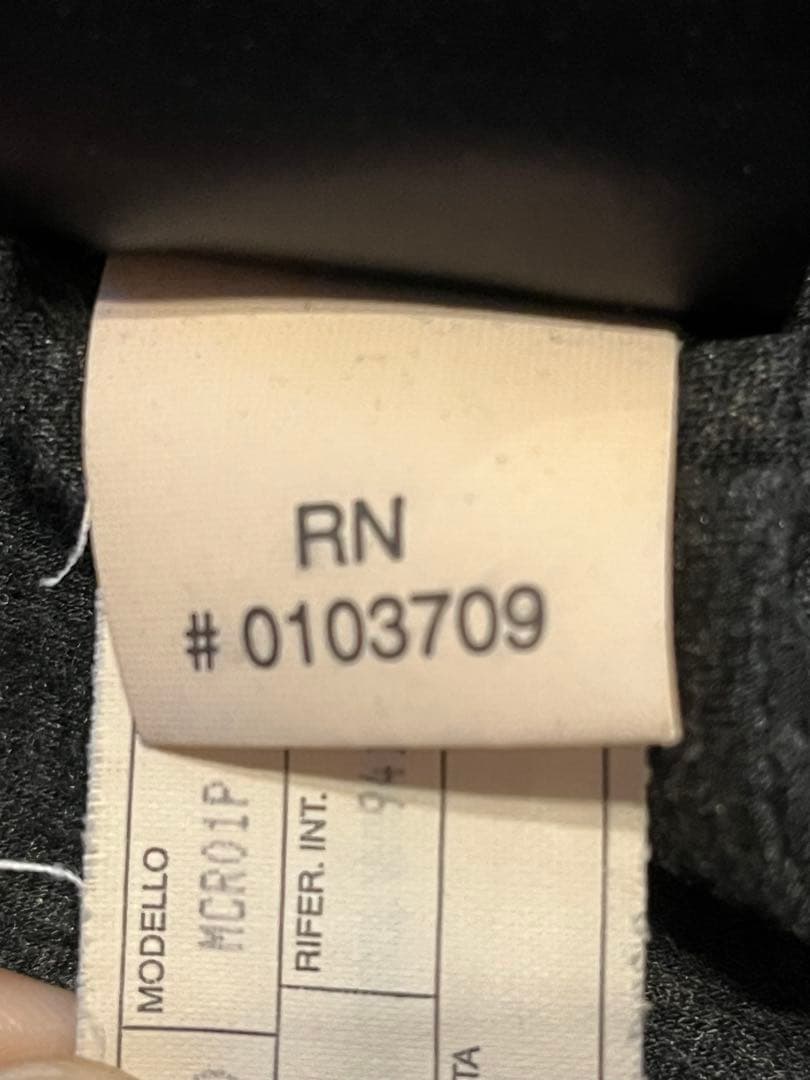 RN
# 0103709
MODELLO
MCR01P
RIFER. INT.